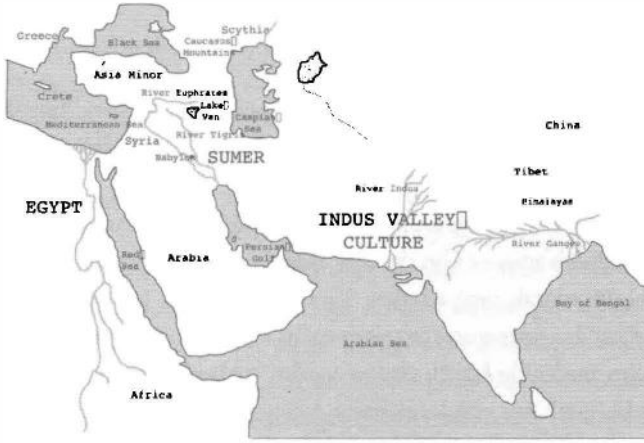 Scythia
Greece
Black Sea
Caucasos
Mountains
Asia Minor
River Euphrates
Lake
Van
Crete
Caspian
Sea
Mediterranean Sea
River Tigris
Syria
Babylon
SUMER
China
Tibet
River Indus
Himalayas
EGYPT
INDUS VALLEY
CULTURE
River Ganges
Red
Sea
Arabia
Persian
Golf
Bay of Bengal
Arabian Sea
Africa